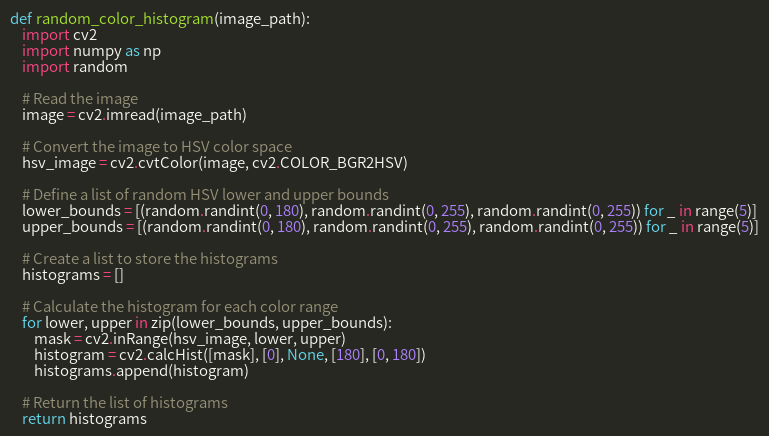 def random_color_histogram(image_path):
    import cv2
    import numpy as np
    import random

    # Read the image
    image = cv2.imread(image_path)

    # Convert the image to HSV color space
    hsv_image = cv2.cvtColor(image, cv2.COLOR_BGR2HSV)

    # Define a list of random HSV lower and upper bounds
    lower_bounds = [(random.randint(0, 180), random.randint(0, 255), random.randint(0, 255)) for _ in range(5)]
    upper_bounds = [(random.randint(0, 180), random.randint(0, 255), random.randint(0, 255)) for _ in range(5)]

    # Create a list to store the histograms
    histograms = []

    # Calculate the histogram for each color range
    for lower, upper in zip(lower_bounds, upper_bounds):
        mask = cv2.inRange(hsv_image, lower, upper)
        histogram = cv2.calcHist([mask], [0], None, [180], [0, 180])
        histograms.append(histogram)

    # Return the list of histograms
    return histograms